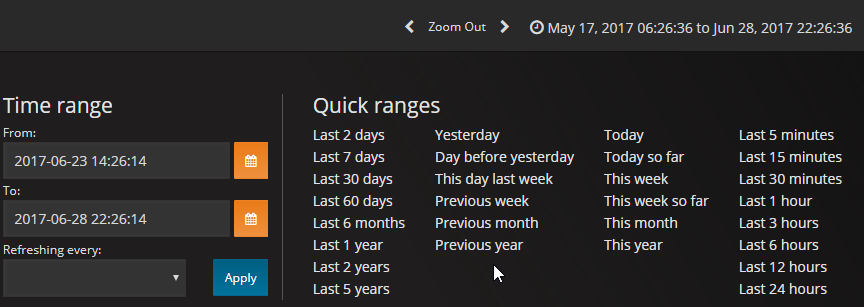 Zoom Out May 17, 2017 06:26:36 to Jun 28, 2017 22:26:36
Time range
From:
2017-06-23 14:26:14
To:
2017-06-28 22:26:14
Refreshing every:
Apply
Quick ranges
Last 2 days
Last 7 days
Last 30 days
Last 60 days
Last 6 months
Last 1 year
Last 2 years
Last 5 years
Yesterday
Day before yesterday
This day last week
Previous week
Previous month
Previous year
Today
Today so far
This week
This week so far
This month
This year
Last 5 minutes
Last 15 minutes
Last 30 minutes
Last 1 hour
Last 3 hours
Last 6 hours
Last 12 hours
Last 24 hours